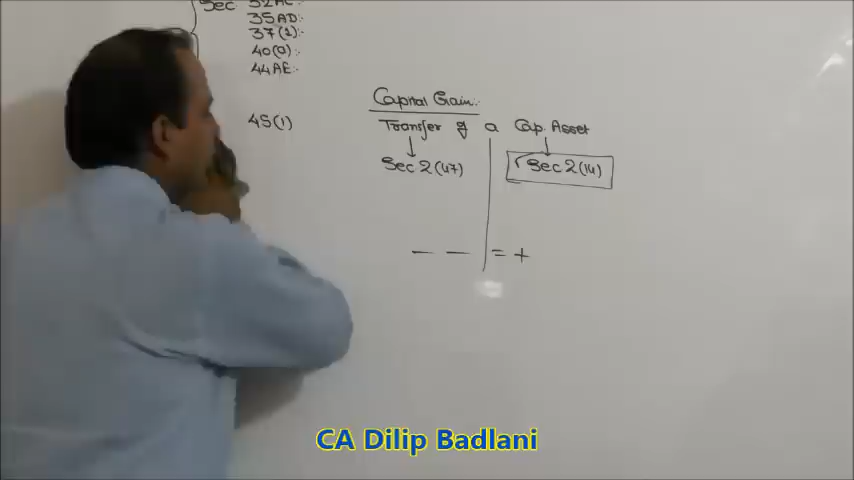 Sec 32AC:-
35AD:-
37(1):-
40(a):-
44AE:-
45(1)
Capital Gain:-
Transfer of a Cap. Asset
Sec 2(47)
Sec 2(14)
— — = +
CA Dilip Badlani